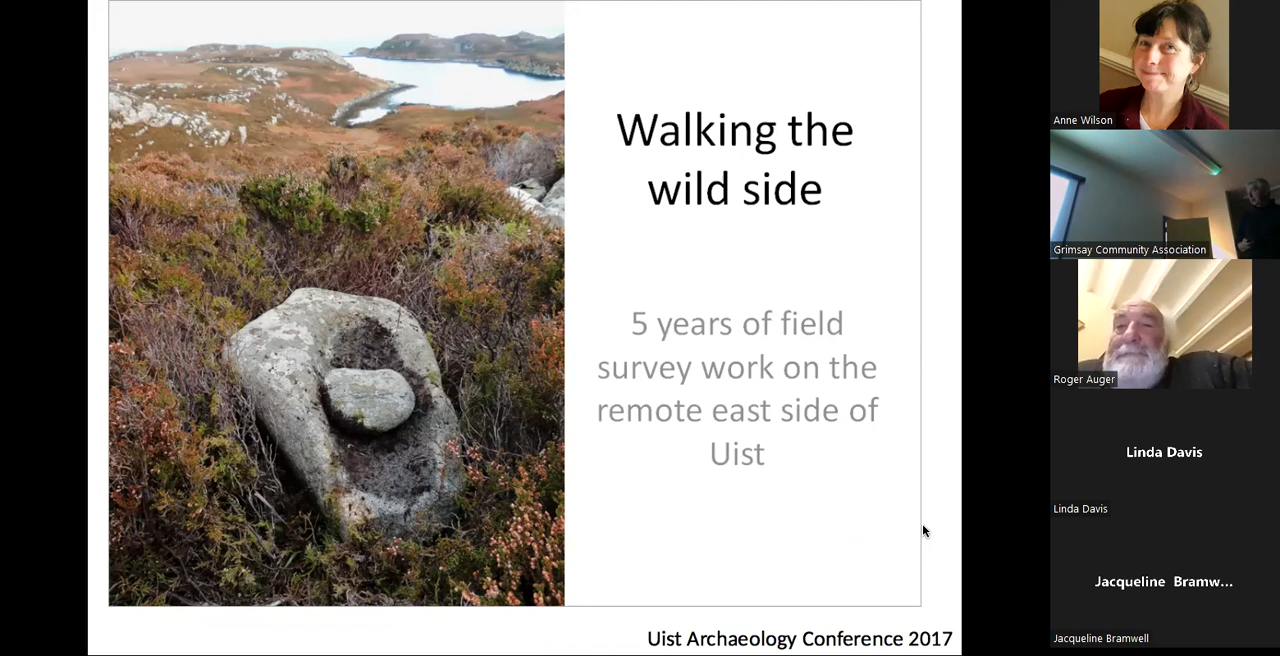 Walking the
wild side
5 years of field
survey work on the
remote east side of
Uist
Uist Archaeology Conference 2017
Anne Wilson
Grimsay Community Association
Roger Auger
Linda Davis
Linda Davis
Jacqueline Bramw...
Jacqueline Bramwell